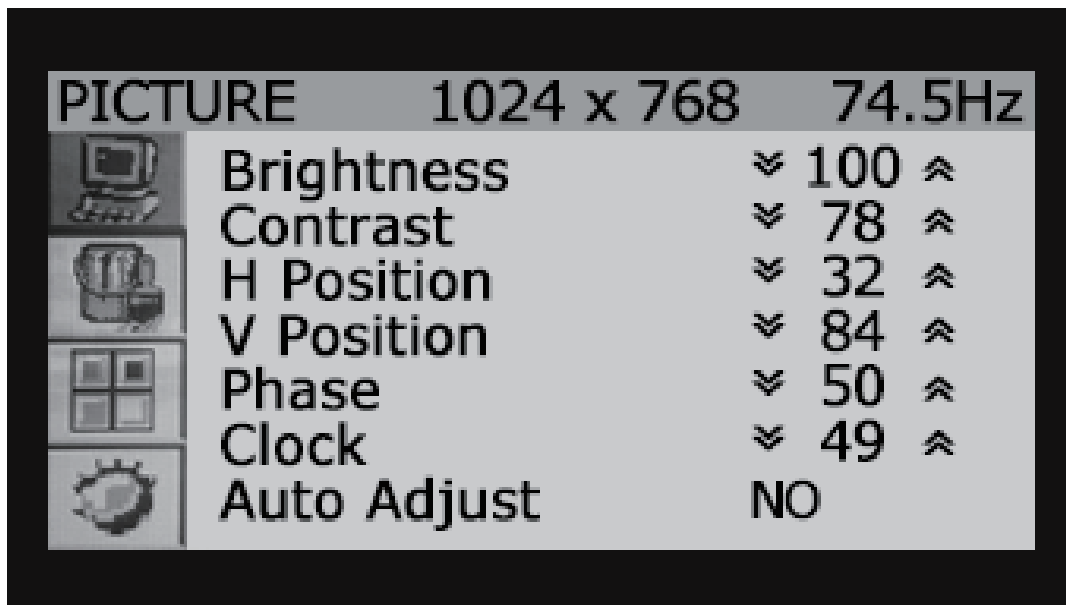 PICTURE 1024 x 768 74.5Hz
Brightness 100
Contrast 78
H Position 32
V Position 84
Phase 50
Clock 49
Auto Adjust NO